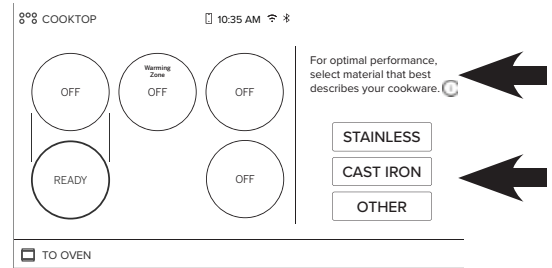 COOKTOP
10:35 AM
OFF
Warming
Zone
OFF
OFF
READY
OFF
For optimal performance,
select material that best
describes your cookware.
STAINLESS
CAST IRON
OTHER
TO OVEN